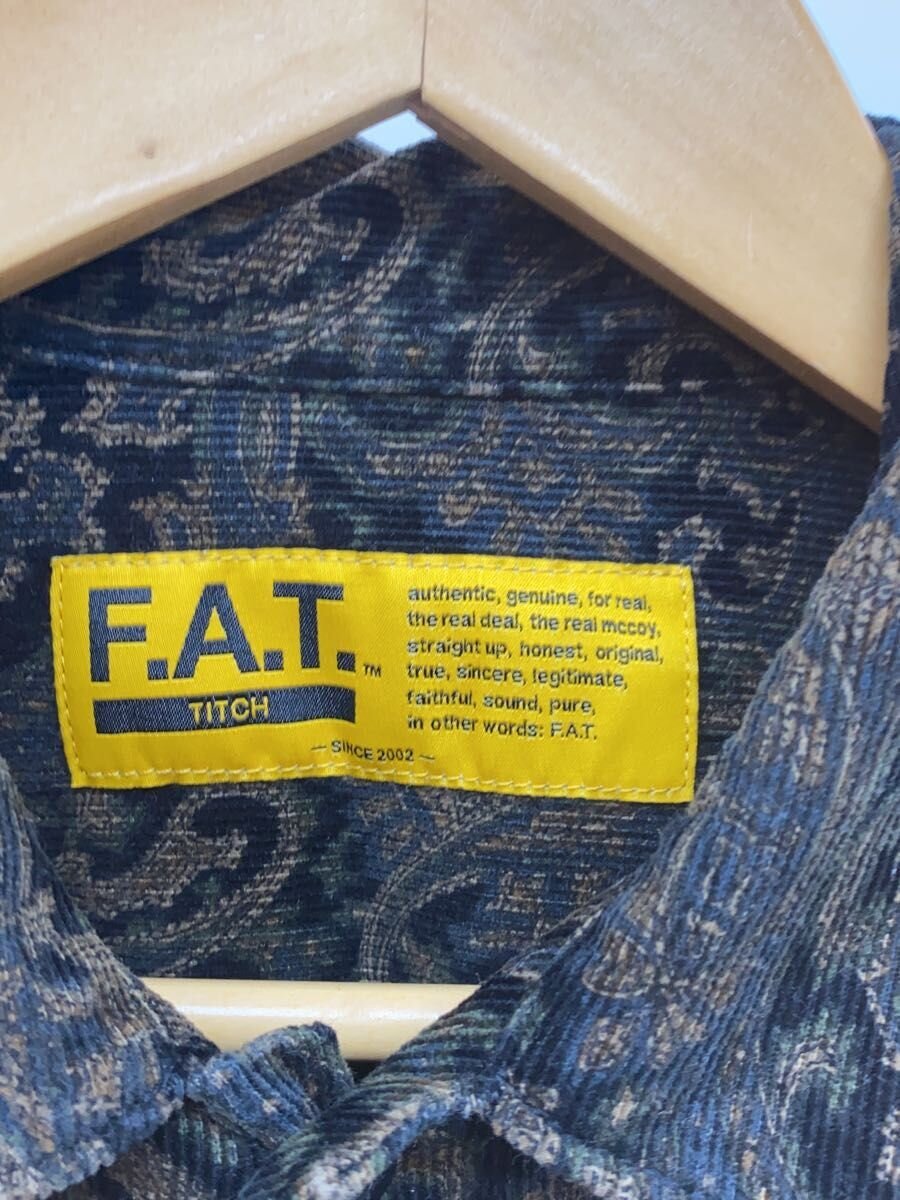 F.A.T.™
TITCH
— SINCE 2002 —
authentic, genuine, for real,
the real deal, the real mccoy,
straight up, honest, original,
true, sincere, legitimate,
faithful, sound, pure,
in other words: F.A.T.